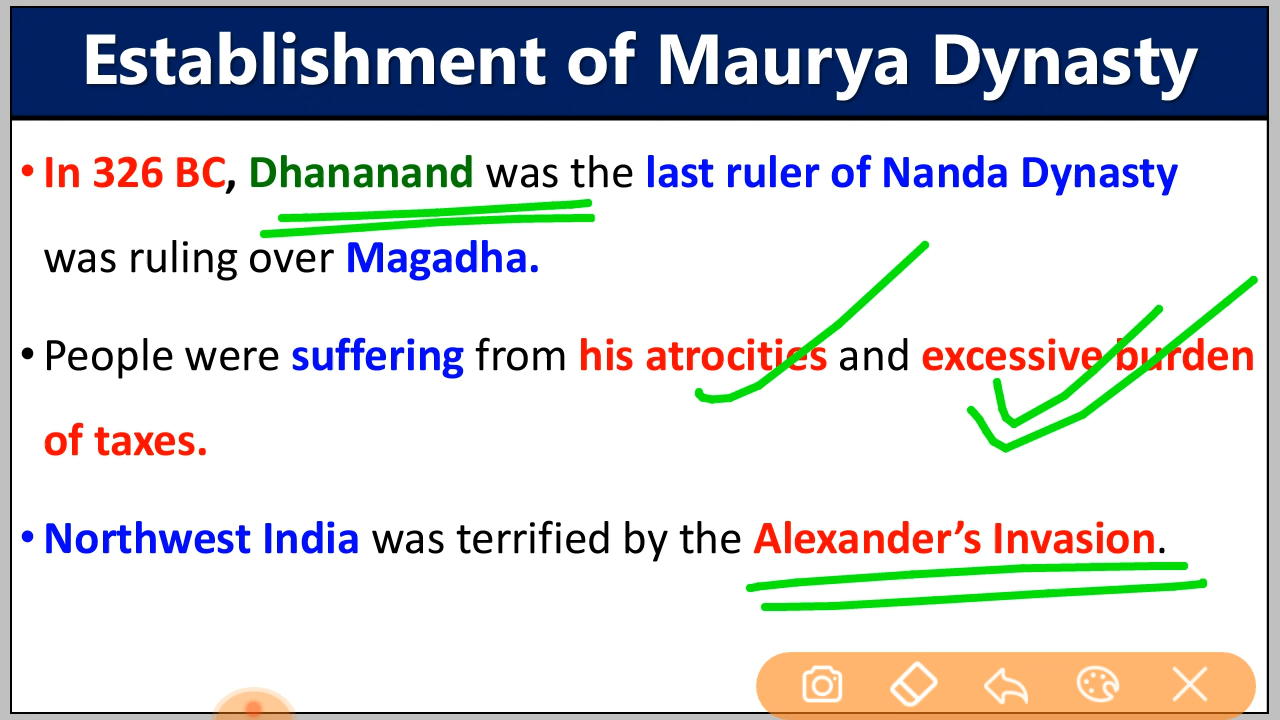 Establishment of Maurya Dynasty
• In 326 BC, Dhananand was the last ruler of Nanda Dynasty
was ruling over Magadha.
• People were suffering from his atrocities and excessive burden
of taxes.
• Northwest India was terrified by the Alexander’s Invasion.